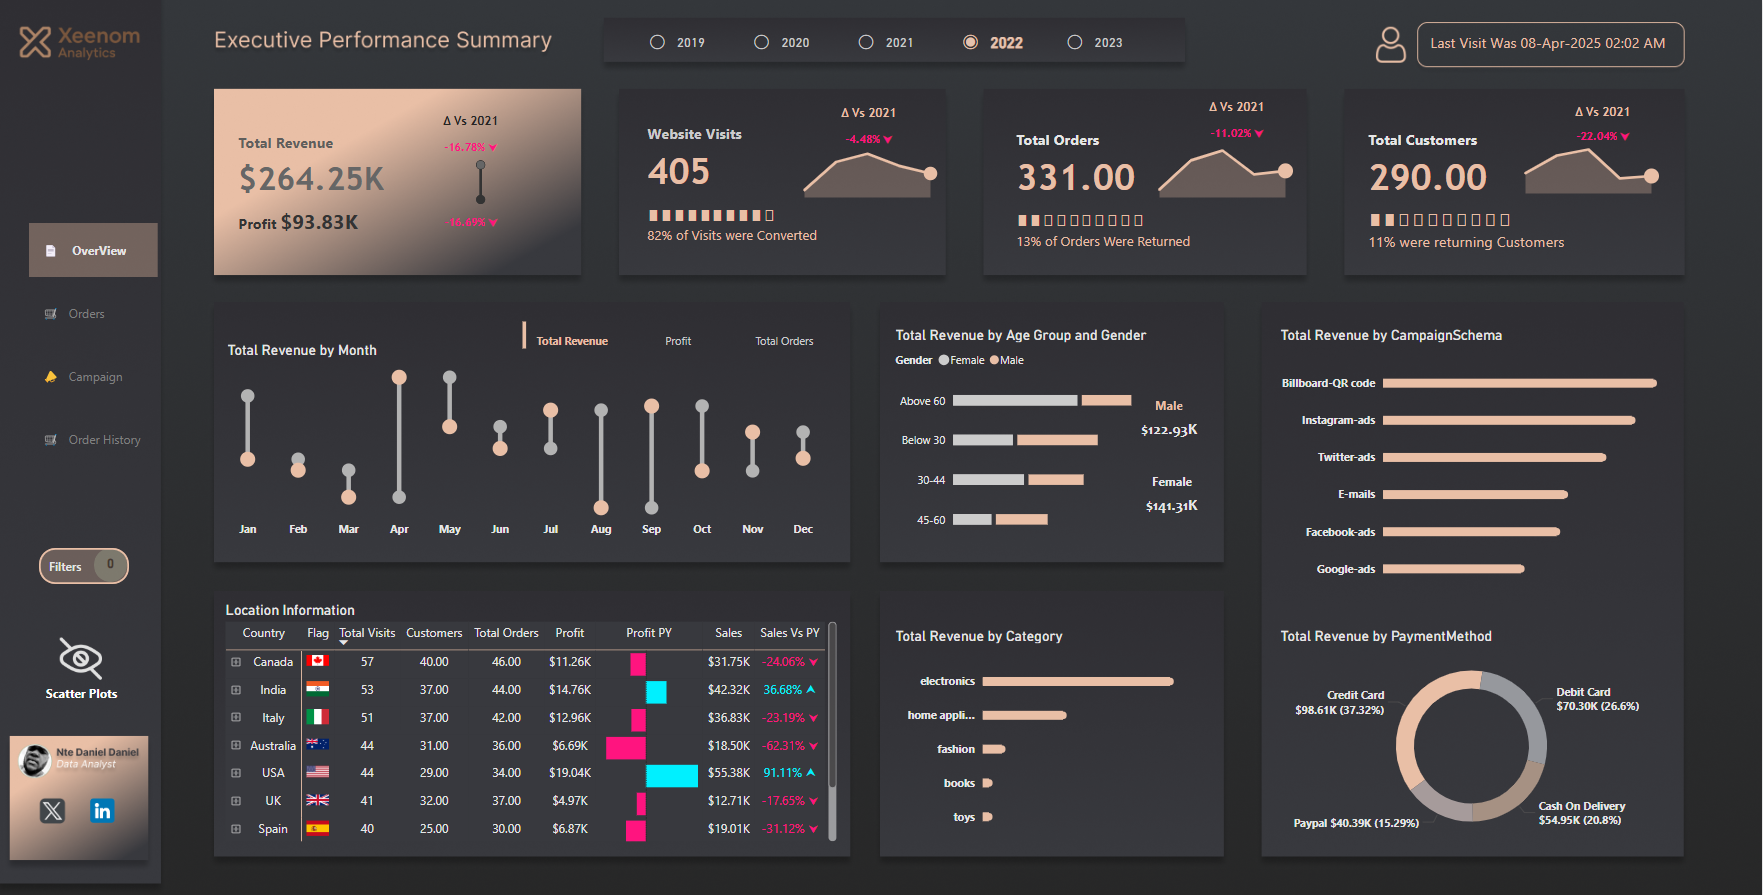 Xeenom
Analytics
Executive Performance Summary
2019
2020
2021
2022
2023
Last Visit Was 08-Apr-2025 02:02 AM
Total Revenue
$264.25K
Profit $93.83K
Δ Vs 2021
-16.78%
-16.69%
Website Visits
405
82% of Visits were Converted
Δ Vs 2021
-4.48%
Total Orders
331.00
13% of Orders Were Returned
Δ Vs 2021
-11.02%
Total Customers
290.00
11% were returning Customers
Δ Vs 2021
-22.04%
OverView
Orders
Campaign
Order History
Filters
0
Scatter Plots
Nte Daniel Daniel
Data Analyst
X
in
Total Revenue by Month
Total Revenue
Profit
Total Orders
Jan Feb Mar Apr May Jun Jul Aug Sep Oct Nov Dec
Total Revenue by Age Group and Gender
Gender Female Male
Above 60
Below 30
30-44
45-60
Male
$122.93K
Female
$141.31K
Total Revenue by CampaignSchema
Billboard-QR code
Instagram-ads
Twitter-ads
E-mails
Facebook-ads
Google-ads
Location Information
Country Flag Total Visits Customers Total Orders Profit Profit PY Sales Sales Vs PY
Canada 57 40.00 46.00 $11.26K $31.75K -24.06%
India 53 37.00 44.00 $14.76K $42.32K 36.68%
Italy 51 37.00 42.00 $12.96K $36.83K -23.19%
Australia 44 31.00 36.00 $6.69K $18.50K -62.31%
USA 44 29.00 34.00 $19.04K $55.38K 91.11%
UK 41 32.00 37.00 $4.97K $12.71K -17.65%
Spain 40 25.00 30.00 $6.87K $19.01K -31.12%
Total Revenue by Category
electronics
home appli...
fashion
books
toys
Total Revenue by PaymentMethod
Credit Card
$98.61K (37.32%)
Debit Card
$70.30K (26.6%)
Cash On Delivery
$54.95K (20.8%)
Paypal $40.39K (15.29%)